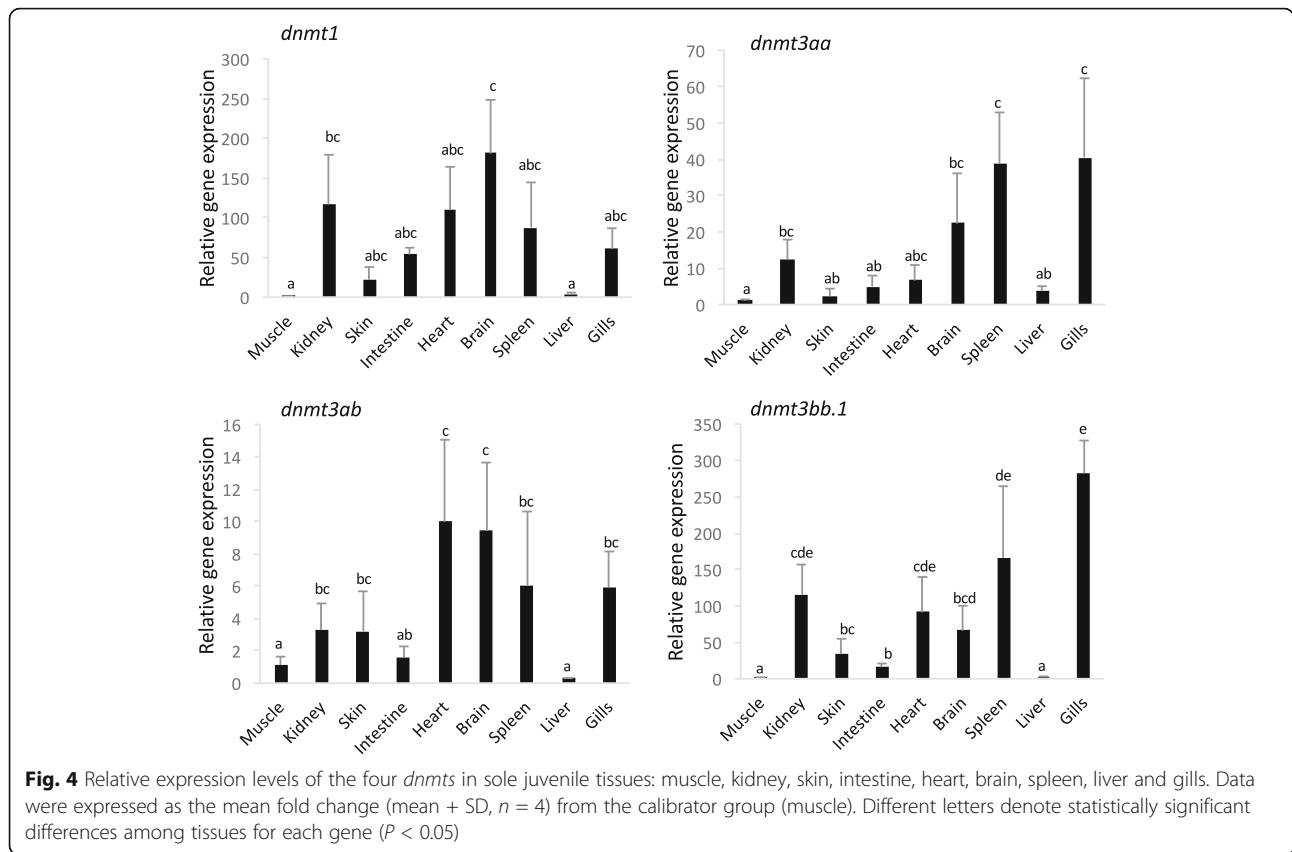 dnmt1
300
250
200
150
100
50
0
Relative gene expression
a
bc
abc
abc
abc
c
abc
a
abc
Muscle
Kidney
Skin
Intestine
Heart
Brain
Spleen
Liver
Gills
dnmt3aa
70
60
50
40
30
20
10
0
Relative gene expression
a
bc
ab
ab
abc
bc
c
ab
c
Muscle
Kidney
Skin
Intestine
Heart
Brain
Spleen
Liver
Gills
dnmt3ab
16
14
12
10
8
6
4
2
0
Relative gene expression
a
bc
bc
ab
c
c
bc
a
bc
Muscle
Kidney
Skin
Intestine
Heart
Brain
Spleen
Liver
Gills
dnmt3bb.1
350
300
250
200
150
100
50
0
Relative gene expression
a
cde
bc
b
cde
bcd
de
a
e
Muscle
Kidney
Skin
Intestine
Heart
Brain
Spleen
Liver
Gills
Fig. 4 Relative expression levels of the four dnmts in sole juvenile tissues: muscle, kidney, skin, intestine, heart, brain, spleen, liver and gills. Data
were expressed as the mean fold change (mean + SD, n = 4) from the calibrator group (muscle). Different letters denote statistically significant
differences among tissues for each gene (P < 0.05)